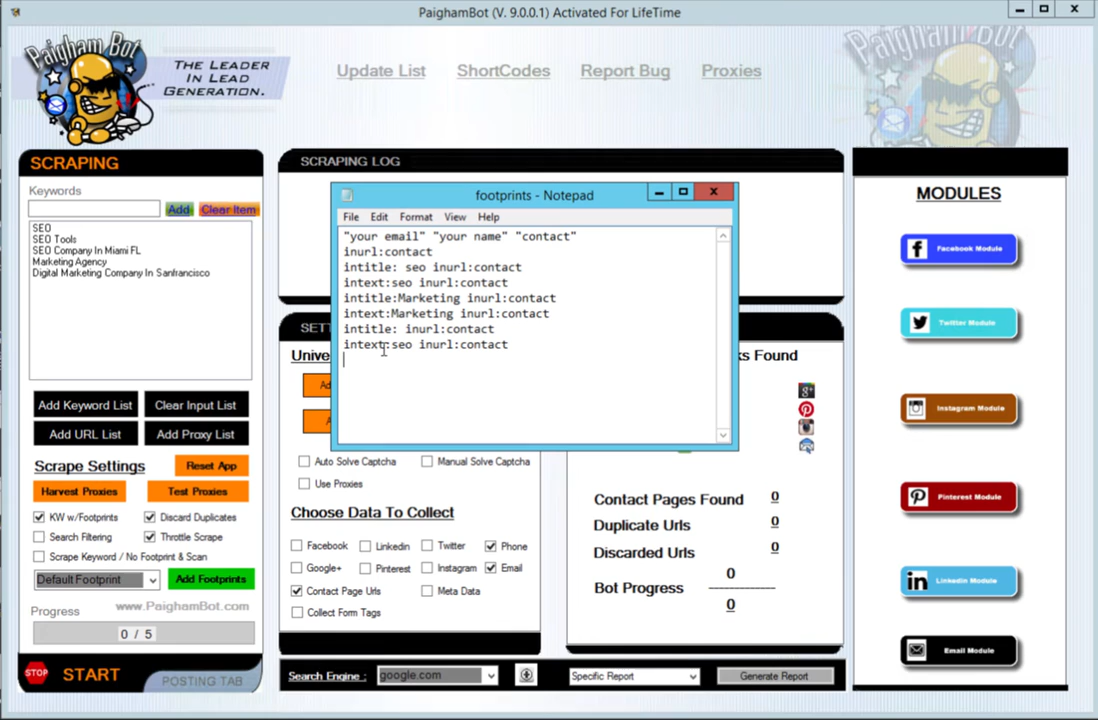 PaighamBot (V. 9.0.0.1) Activated For LifeTime
Paigham Bot
THE LEADER
IN LEAD
GENERATION.
Update List
ShortCodes
Report Bug
Proxies
Paigham Bot
SCRAPING
Keywords
Add
Clear Item
SEO
SEO Tools
SEO Company In Miami FL
Marketing Agency
Digital Marketing Company In Sanfrancisco
Add Keyword List
Clear Input List
Add URL List
Add Proxy List
Scrape Settings
Reset App
Harvest Proxies
Test Proxies
KW w/Footprints
Discard Duplicates
Search Filtering
Throttle Scrape
Scrape Keyword / No Footprint & Scan
Default Footprint
Add Footprints
www.PaighamBot.com
Progress
0 / 5
STOP
START
POSTING TAB
SCRAPING LOG
footprints - Notepad
File
Edit
Format
View
Help
"your email" "your name" "contact"
inurl:contact
intitle: seo inurl:contact
intext:seo inurl:contact
intitle:Marketing inurl:contact
intext:Marketing inurl:contact
intitle: inurl:contact
intext:seo inurl:contact
SETT
Unive
Ad
A
ks Found
Auto Solve Captcha
Manual Solve Captcha
Use Proxies
Choose Data To Collect
Facebook
Linkedin
Twitter
Phone
Google+
Pinterest
Instagram
Email
Contact Page Urls
Meta Data
Collect Form Tags
Contact Pages Found
0
Duplicate Urls
0
Discarded Urls
0
Bot Progress
0
0
Search Engine :
google.com
Specific Report
Generate Report
MODULES
Facebook Module
Twitter Module
Instagram Module
Pinterest Module
Linkedin Module
Email Module